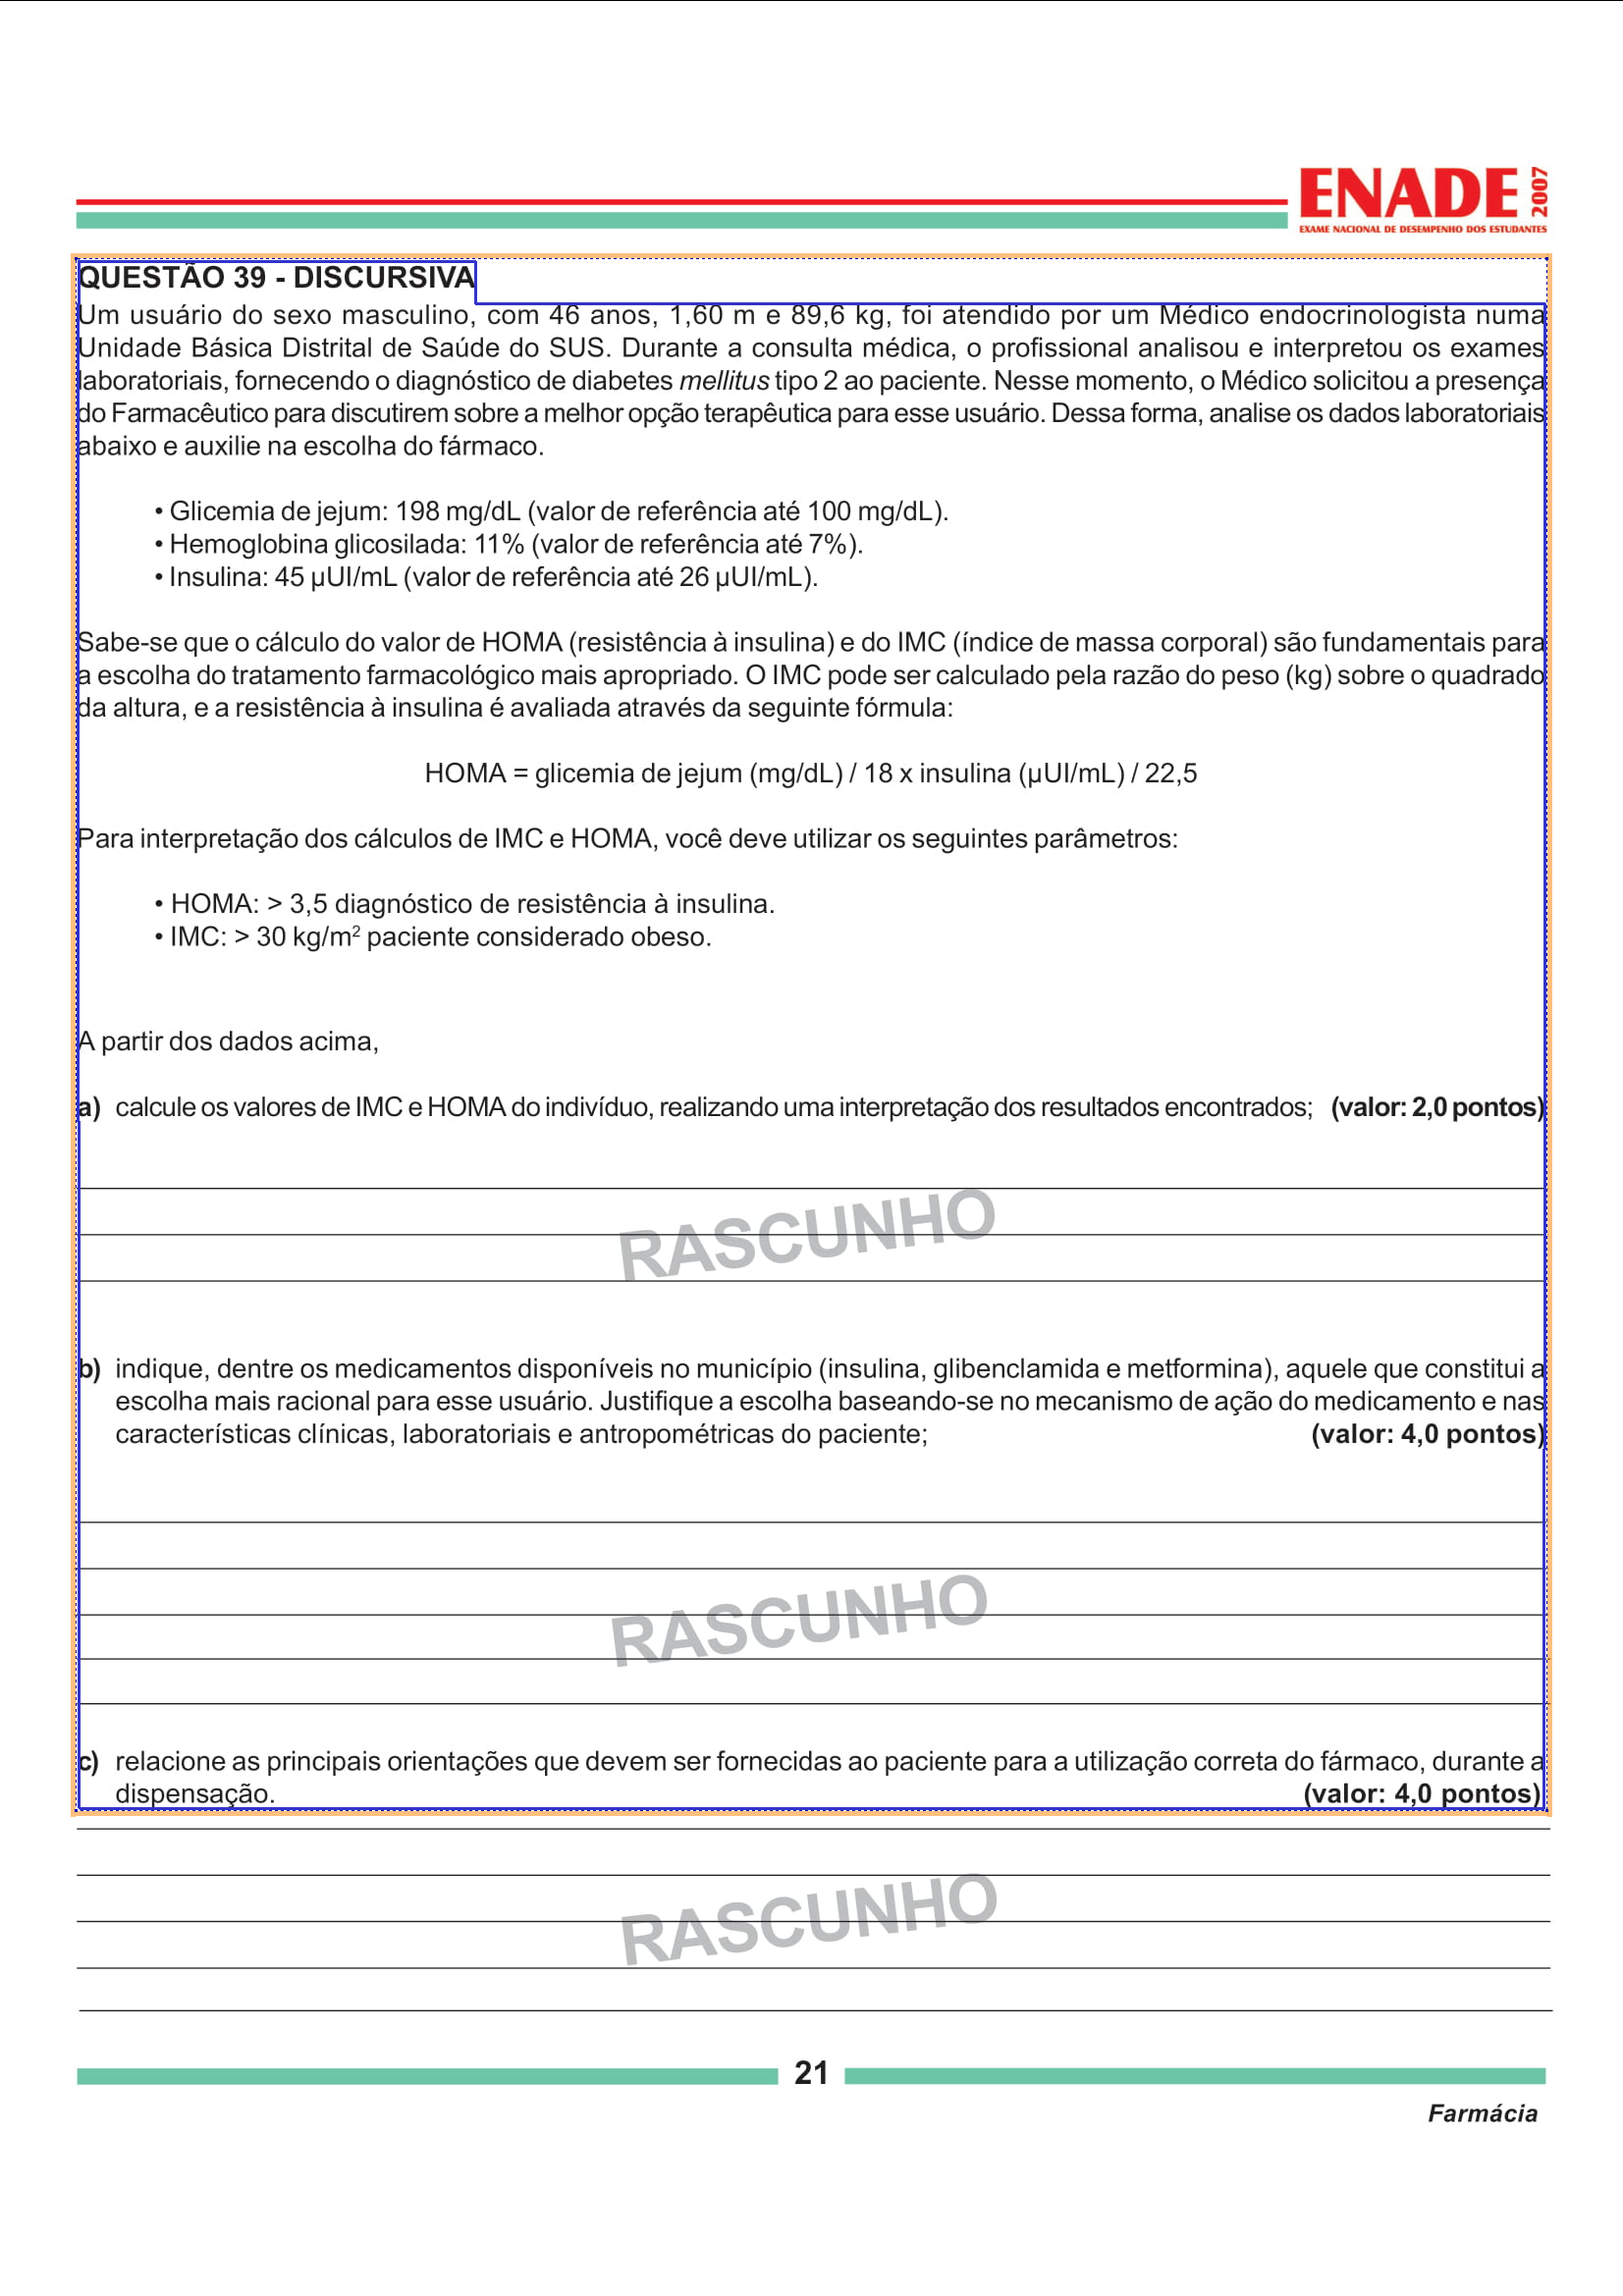 ENADE 2007
EXAME NACIONAL DE DESEMPENHO DOS ESTUDANTES
QUESTÃO 39 - DISCURSIVA
Um usuário do sexo masculino, com 46 anos, 1,60 m e 89,6 kg, foi atendido por um Médico endocrinologista numa
Unidade Básica Distrital de Saúde do SUS. Durante a consulta médica, o profissional analisou e interpretou os exames
laboratoriais, fornecendo o diagnóstico de diabetes mellitus tipo 2 ao paciente. Nesse momento, o Médico solicitou a presença
do Farmacêutico para discutirem sobre a melhor opção terapêutica para esse usuário. Dessa forma, analise os dados laboratoriais
abaixo e auxilie na escolha do fármaco.
• Glicemia de jejum: 198 mg/dL (valor de referência até 100 mg/dL).
• Hemoglobina glicosilada: 11% (valor de referência até 7%).
• Insulina: 45 µUI/mL (valor de referência até 26 µUI/mL).
Sabe-se que o cálculo do valor de HOMA (resistência à insulina) e do IMC (índice de massa corporal) são fundamentais para
a escolha do tratamento farmacológico mais apropriado. O IMC pode ser calculado pela razão do peso (kg) sobre o quadrado
da altura, e a resistência à insulina é avaliada através da seguinte fórmula:
HOMA = glicemia de jejum (mg/dL) / 18 x insulina (µUI/mL) / 22,5
Para interpretação dos cálculos de IMC e HOMA, você deve utilizar os seguintes parâmetros:
• HOMA: > 3,5 diagnóstico de resistência à insulina.
• IMC: > 30 kg/m² paciente considerado obeso.
A partir dos dados acima,
a) calcule os valores de IMC e HOMA do indivíduo, realizando uma interpretação dos resultados encontrados; (valor: 2,0 pontos)
RASCUNHO
b) indique, dentre os medicamentos disponíveis no município (insulina, glibenclamida e metformina), aquele que constitui a
escolha mais racional para esse usuário. Justifique a escolha baseando-se no mecanismo de ação do medicamento e nas
características clínicas, laboratoriais e antropométricas do paciente; (valor: 4,0 pontos)
RASCUNHO
c) relacione as principais orientações que devem ser fornecidas ao paciente para a utilização correta do fármaco, durante a
dispensação. (valor: 4,0 pontos)
RASCUNHO
21
Farmácia